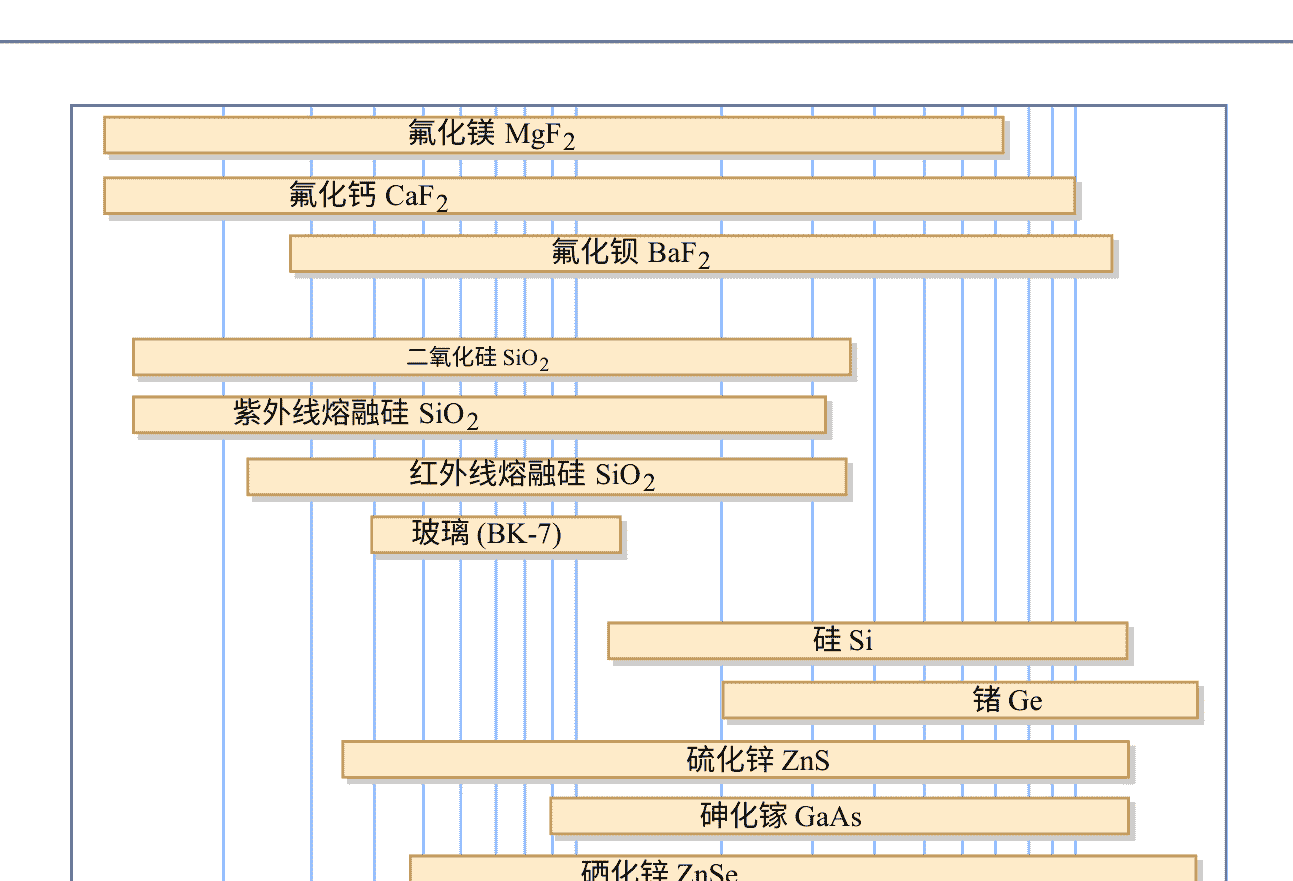 氟化镁 MgF2
氟化钙 CaF2
氟化钡 BaF2
二氧化硅 SiO2
紫外线熔融硅 SiO2
红外线熔融硅 SiO2
玻璃 (BK-7)
硅 Si
锗 Ge
硫化锌 ZnS
砷化镓 GaAs
硒化锌 ZnSe